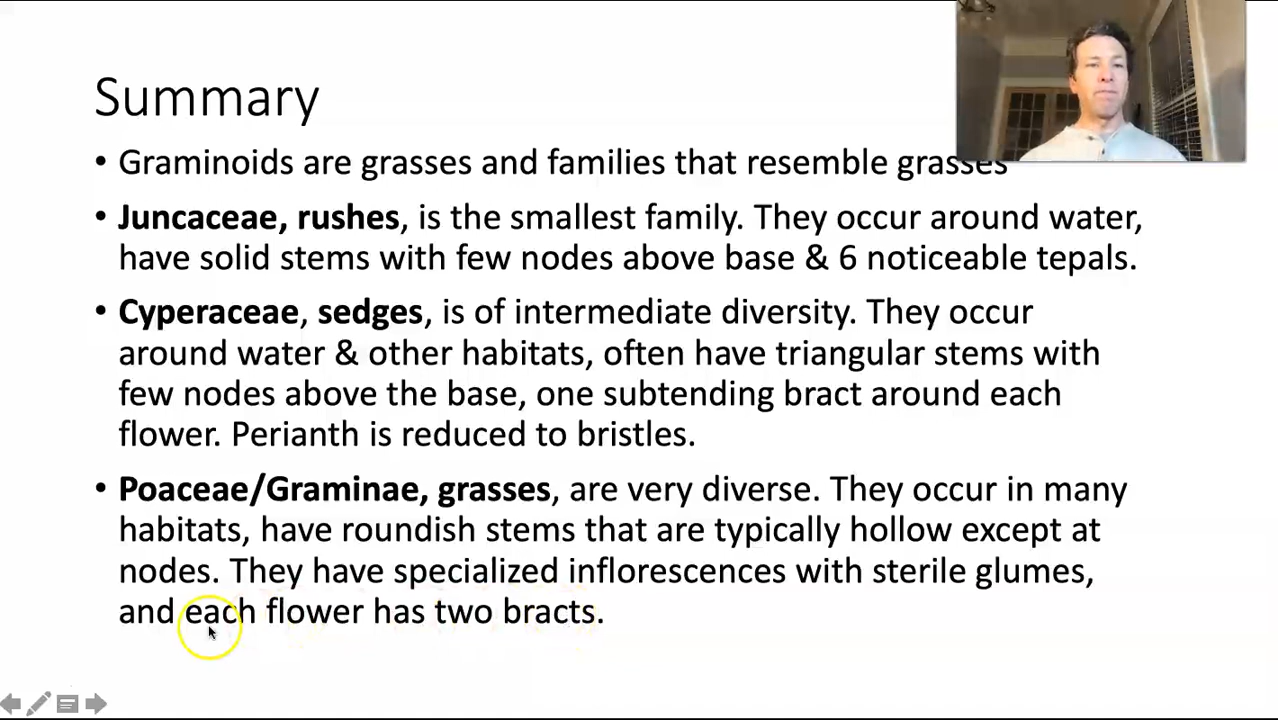 Summary
• Graminoids are grasses and families that resemble grasses
• Juncaceae, rushes, is the smallest family. They occur around water,
have solid stems with few nodes above base & 6 noticeable tepals.
• Cyperaceae, sedges, is of intermediate diversity. They occur
around water & other habitats, often have triangular stems with
few nodes above the base, one subtending bract around each
flower. Perianth is reduced to bristles.
• Poaceae/Graminae, grasses, are very diverse. They occur in many
habitats, have roundish stems that are typically hollow except at
nodes. They have specialized inflorescences with sterile glumes,
and each flower has two bracts.